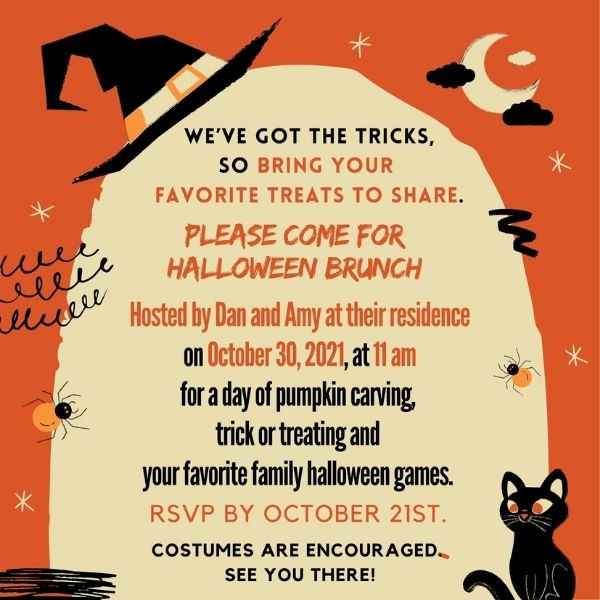 WE'VE GOT THE TRICKS,
SO BRING YOUR
FAVORITE TREATS TO SHARE.
PLEASE COME FOR
HALLOWEEN BRUNCH
Hosted by Dan and Amy at their residence
on October 30, 2021, at 11 am
for a day of pumpkin carving,
trick or treating and
your favorite family halloween games.
RSVP BY OCTOBER 21ST.
COSTUMES ARE ENCOURAGED.
SEE YOU THERE!